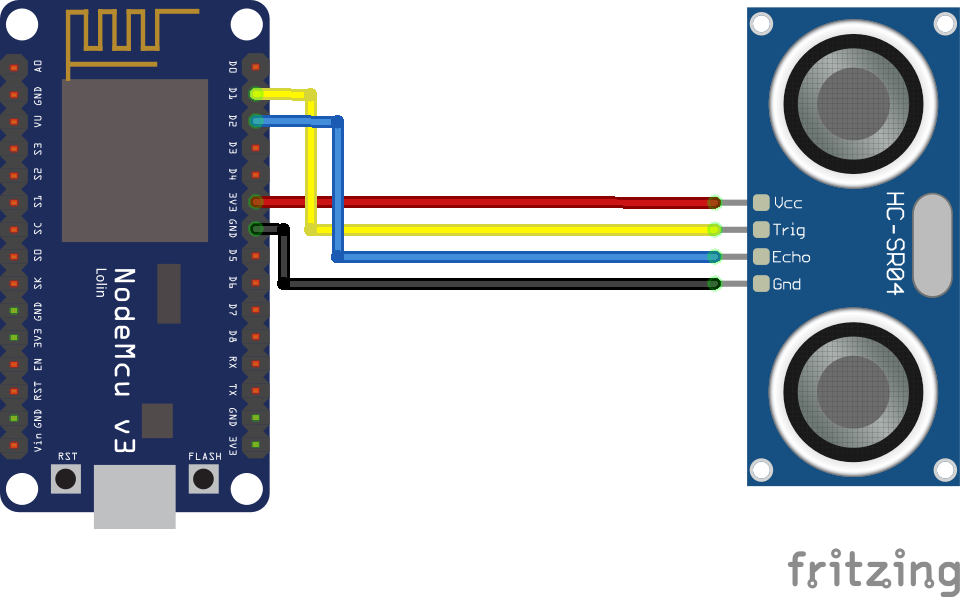 A0
GND
VU
S3
S2
S1
SC
S0
SK
GND
3V3
EN
RST
GND
Vin
D0
D1
D2
D3
D4
3V3
GND
D5
D6
D7
D8
RX
TX
GND
3V3
NodeMcu v3
Lolin
RST
FLASH
Vcc
Trig
Echo
Gnd
HC-SR04
fritzing